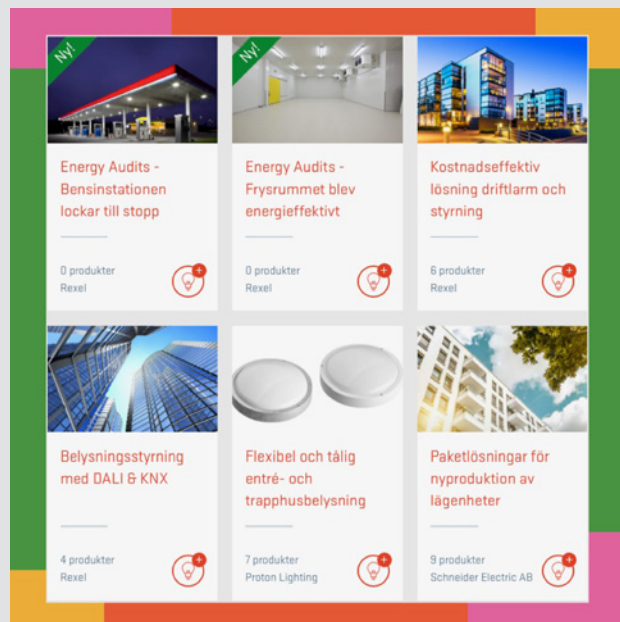 Ny!
Energy Audits -
Bensinstationen
lockar till stopp
0 produkter
Rexel
Ny!
Energy Audits -
Frysrummet blev
energieffektivt
0 produkter
Rexel
Kostnadseffektiv
lösning driftlarm och
styrning
6 produkter
Rexel
Belysningsstyrning
med DALI & KNX
4 produkter
Rexel
Flexibel och tålig
entré- och
trapphusbelysning
7 produkter
Proton Lighting
Paketlösningar för
nyproduktion av
lägenheter
9 produkter
Schneider Electric AB